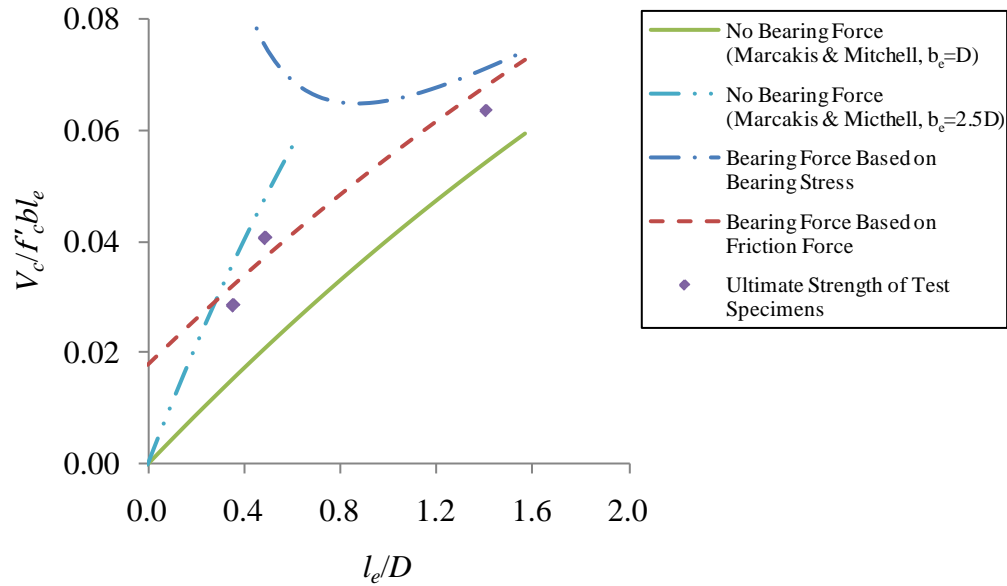 0.08
0.06
0.04
0.02
0.00
V_c/f'_cbl_e
0.0 0.4 0.8 1.2 1.6 2.0
l_e/D
No Bearing Force
(Marcakis & Mitchell, b_e=D)
No Bearing Force
(Marcakis & Micthell, b_e=2.5D)
Bearing Force Based on
Bearing Stress
Bearing Force Based on
Friction Force
Ultimate Strength of Test
Specimens